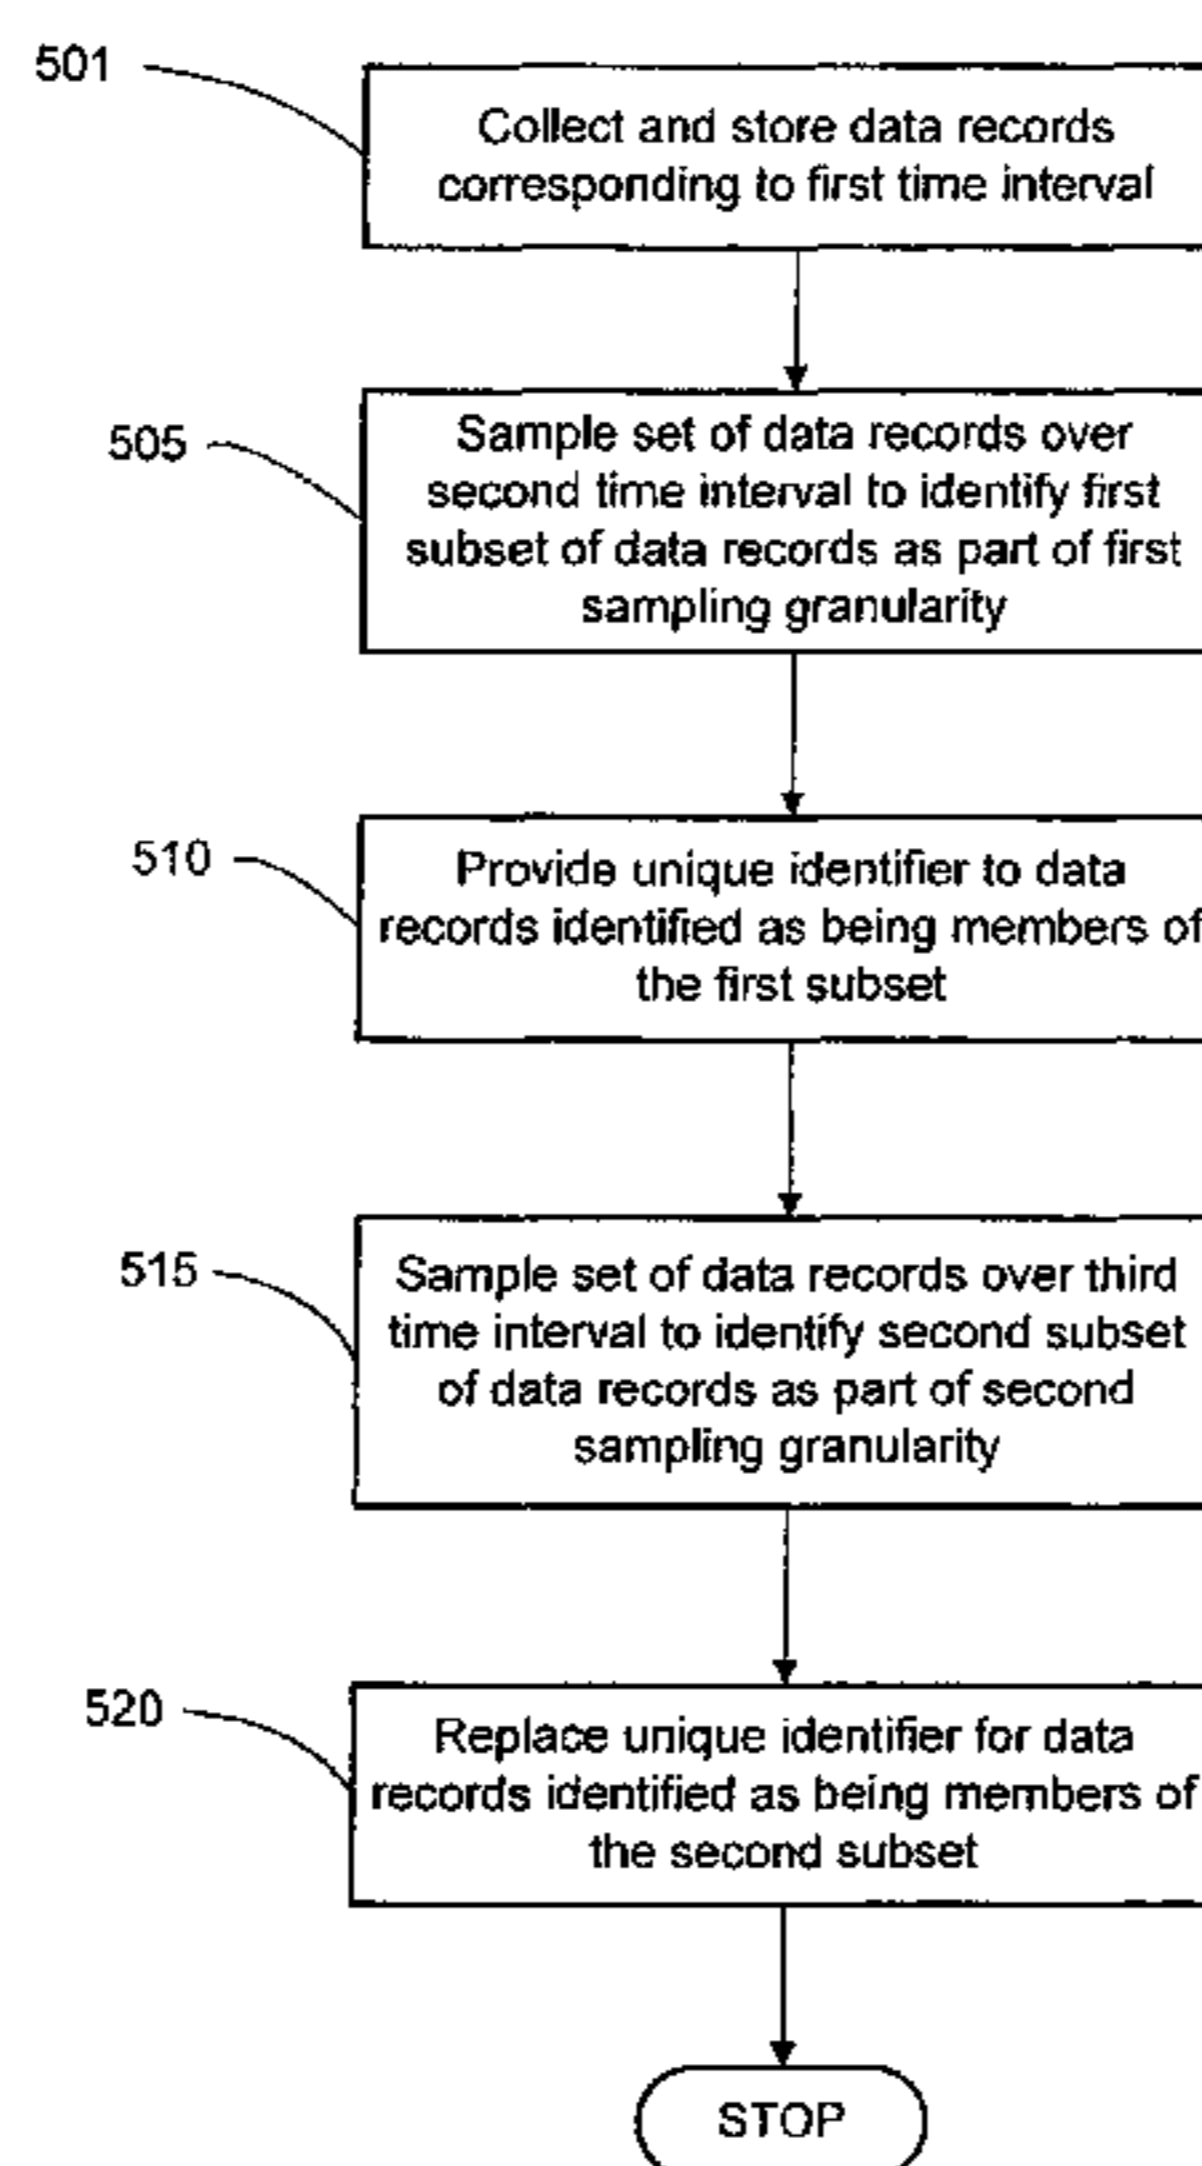 501
Collect and store data records
corresponding to first time interval
505
Sample set of data records over
second time interval to identify first
subset of data records as part of first
sampling granularity
510
Provide unique identifier to data
records identified as being members of
the first subset
515
Sample set of data records over third
time interval to identify second subset
of data records as part of second
sampling granularity
520
Replace unique identifier for data
records identified as being members of
the second subset
STOP